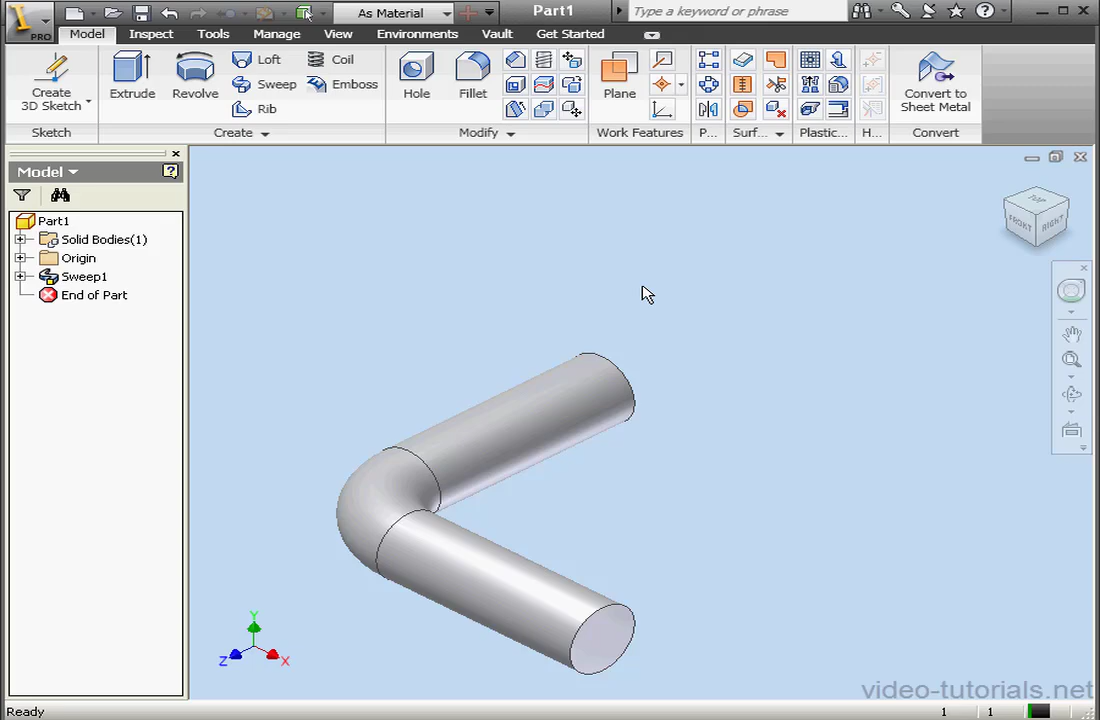 PRO
As Material
Part1
Type a keyword or phrase
Model
Inspect
Tools
Manage
View
Environments
Vault
Get Started
Create
3D Sketch
Extrude
Revolve
Loft
Sweep
Rib
Coil
Emboss
Hole
Fillet
Plane
Convert to
Sheet Metal
Sketch
Create
Modify
Work Features
P...
Surf...
Plastic...
H...
Convert
Model
Part1
Solid Bodies(1)
Origin
Sweep1
End of Part
TOP
FRONT
RIGHT
Y
Z
X
video-tutorials.net
Ready
1
1